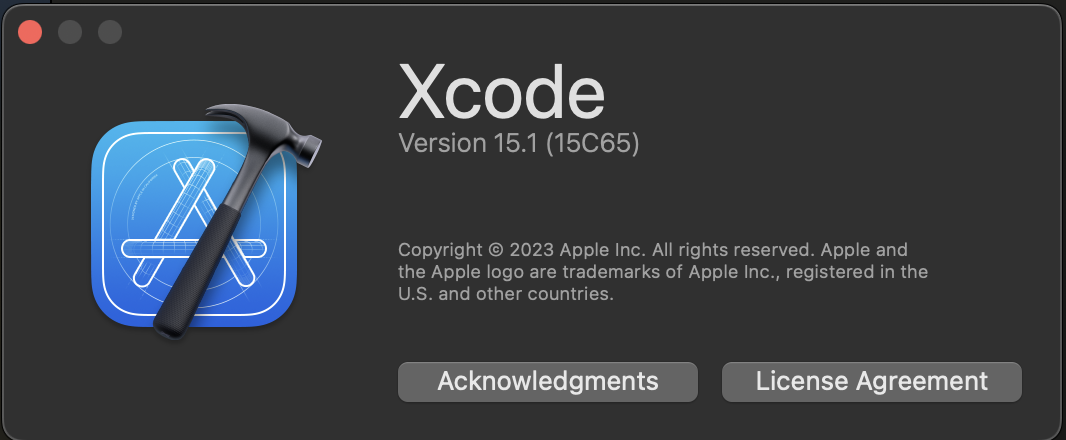 Xcode
Version 15.1 (15C65)
Copyright © 2023 Apple Inc. All rights reserved. Apple and
the Apple logo are trademarks of Apple Inc., registered in the
U.S. and other countries.
Acknowledgments
License Agreement